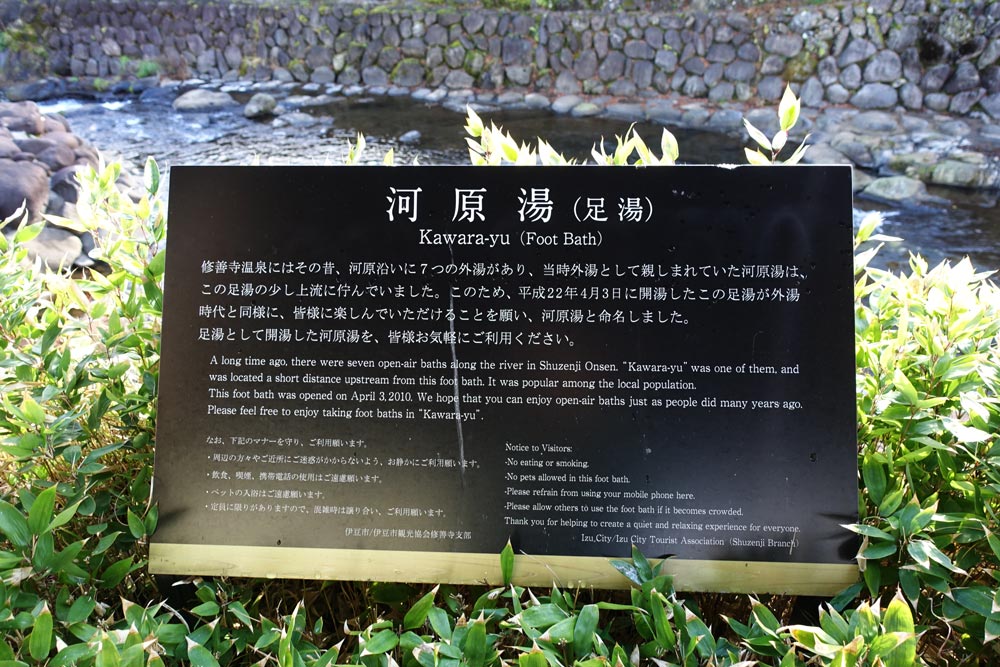 河原湯（足湯）
Kawara-yu（Foot Bath）
修善寺温泉にはその昔、河原沿いに７つの外湯があり、当時外湯として親しまれていた河原湯は、
この足湯の少し上流に佇んでいました。このため、平成22年4月3日に開湯したこの足湯が外湯
時代と同様に、皆様に楽しんでいただけることを願い、河原湯と命名しました。
足湯として開湯した河原湯を、皆様お気軽にご利用ください。
A long time ago, there were seven open-air baths along the river in Shuzenji Onsen. "Kawara-yu" was one of them, and
was located a short distance upstream from this foot bath. It was popular among the local population.
This foot bath was opened on April 3,2010. We hope that you can enjoy open-air baths just as people did many years ago.
Please feel free to enjoy taking foot baths in "Kawara-yu".
なお、下記のマナーを守り、ご利用願います。
・周辺の方々やご近所にご迷惑がかからないよう、お静かにご利用願います。
・飲食、喫煙、携帯電話の使用はご遠慮願います。
・ペットの入浴はご遠慮願います。
・定員に限りがありますので、混雑時は譲り合い、ご利用願います。
伊豆市/伊豆市観光協会修善寺支部
Notice to Visitors:
-No eating or smoking.
-No pets allowed in this foot bath.
-Please refrain from using your mobile phone here.
-Please allow others to use the foot bath if it becomes crowded.
Thank you for helping to create a quiet and relaxing experience for everyone.
Izu City/Izu City Tourist Association（Shuzenji Branch）